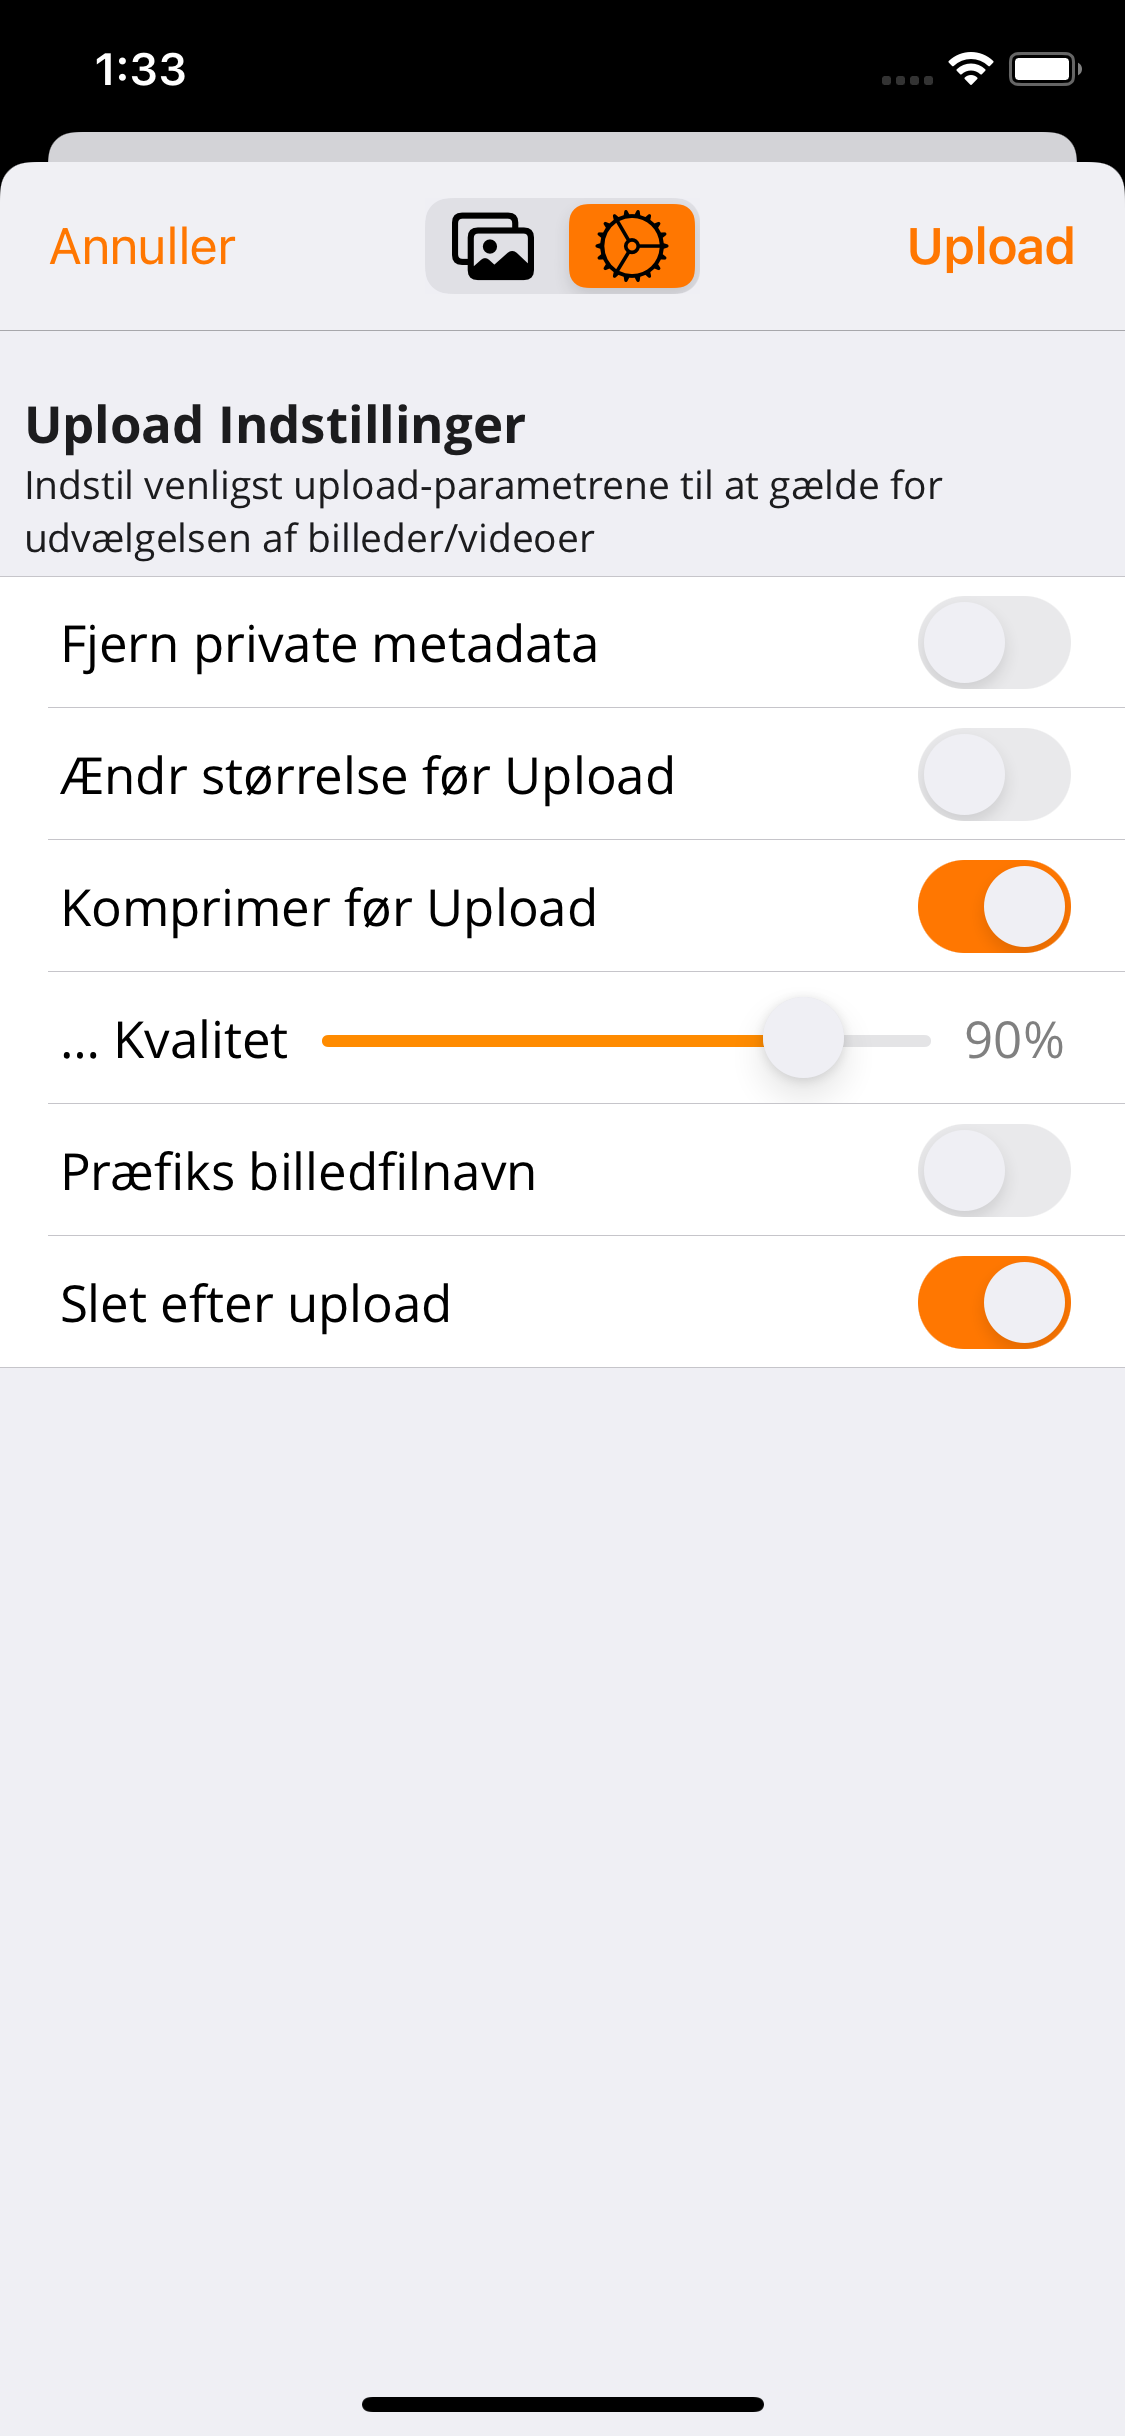 1:33
Annuller
Upload
Upload Indstillinger
Indstil venligst upload-parametrene til at gælde for
udvælgelsen af billeder/videoer
Fjern private metadata
Ændr størrelse før Upload
Komprimer før Upload
... Kvalitet
90%
Præfiks billedfilnavn
Slet efter upload